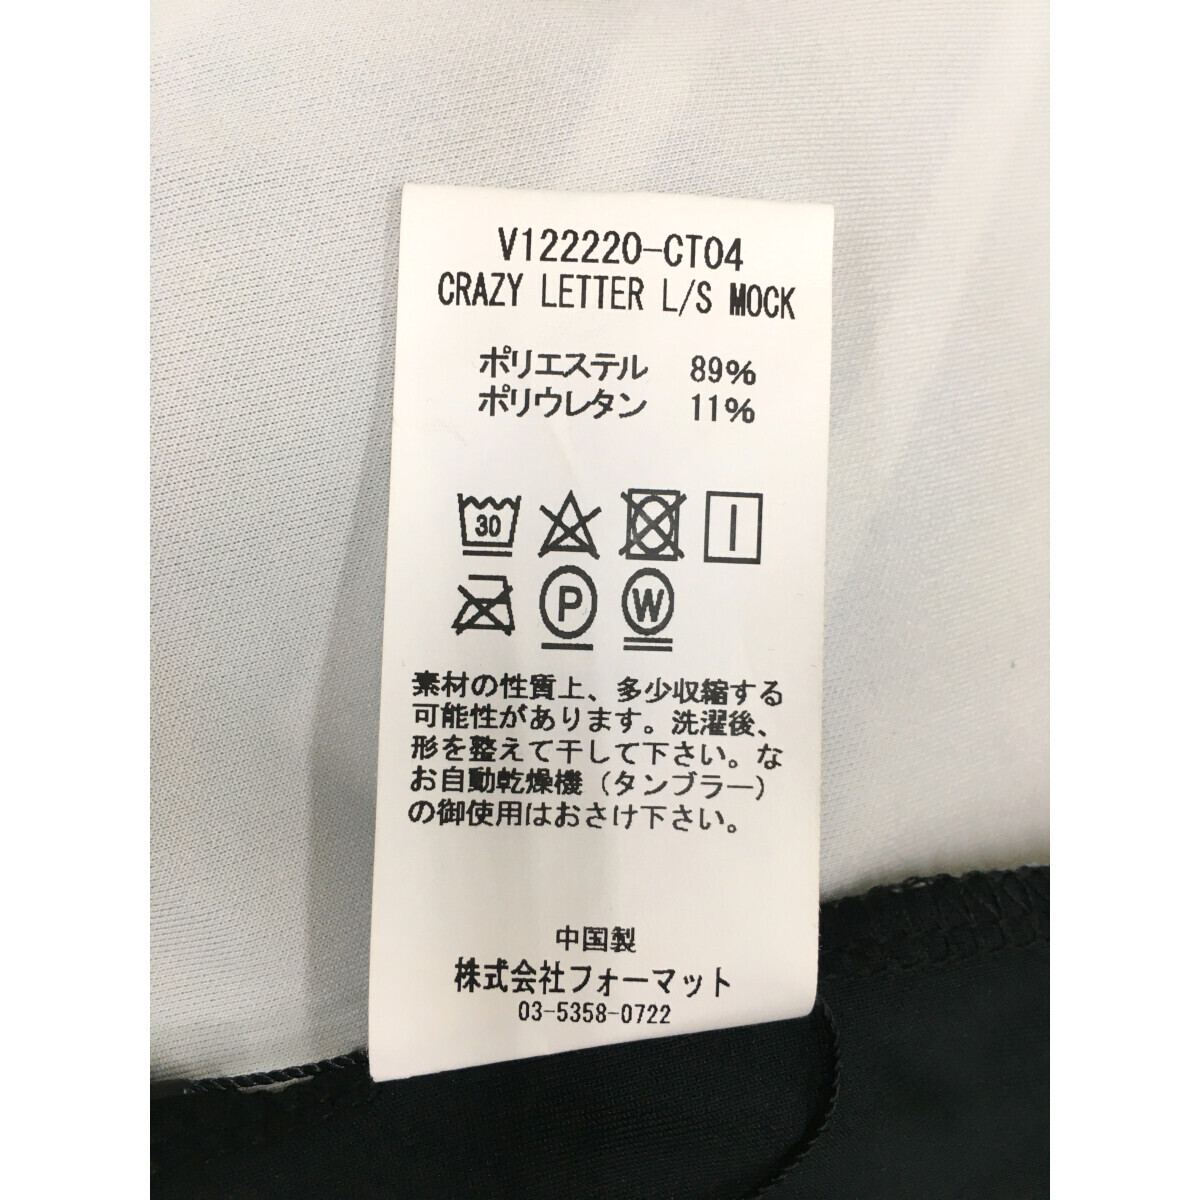 V122220-CT04
CRAZY LETTER L/S MOCK
ポリエステル 89%
ポリウレタン 11%
30
P W
素材の性質上、多少収縮する
可能性があります。洗濯後、
形を整えて干して下さい。な
お自動乾燥機(タンブラー)
の御使用はおさけ下さい。
中国製
株式会社フォーマット
03-5358-0722